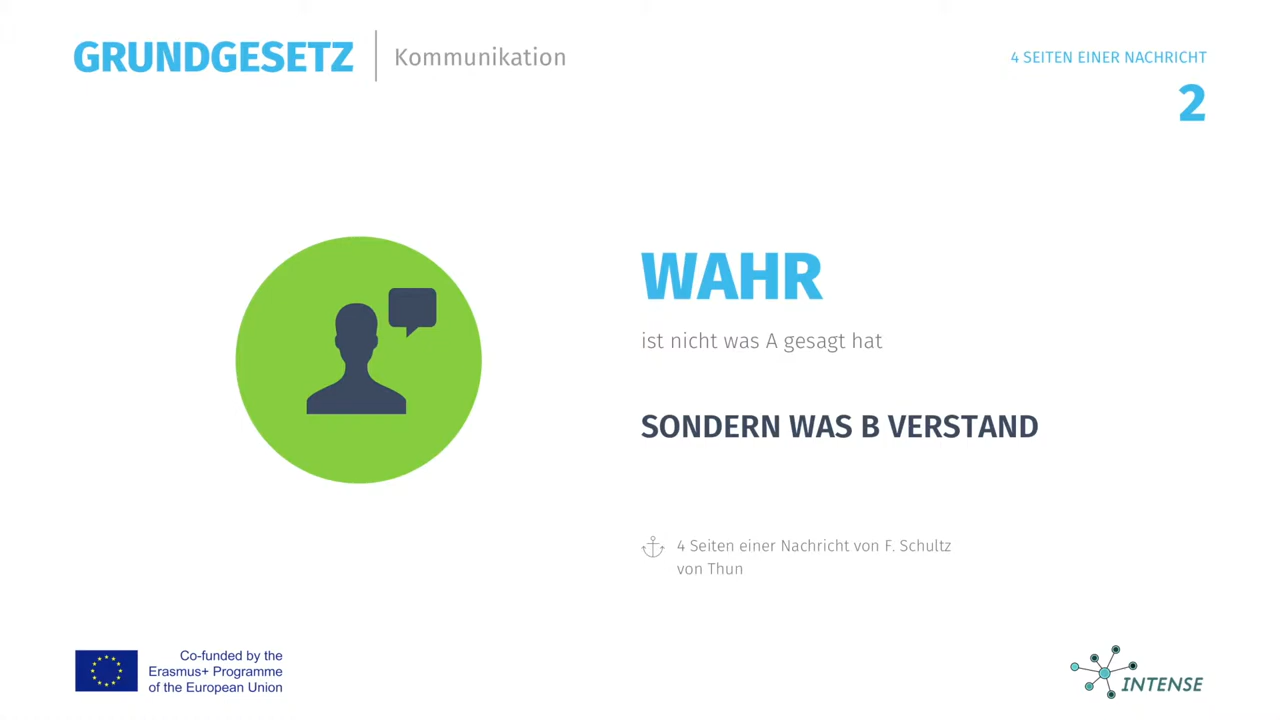 GRUNDGESETZ
Kommunikation
4 SEITEN EINER NACHRICHT
2
WAHR
ist nicht was A gesagt hat
SONDERN WAS B VERSTAND
4 Seiten einer Nachricht von F. Schultz
von Thun
Co-funded by the
Erasmus+ Programme
of the European Union
INTENSE